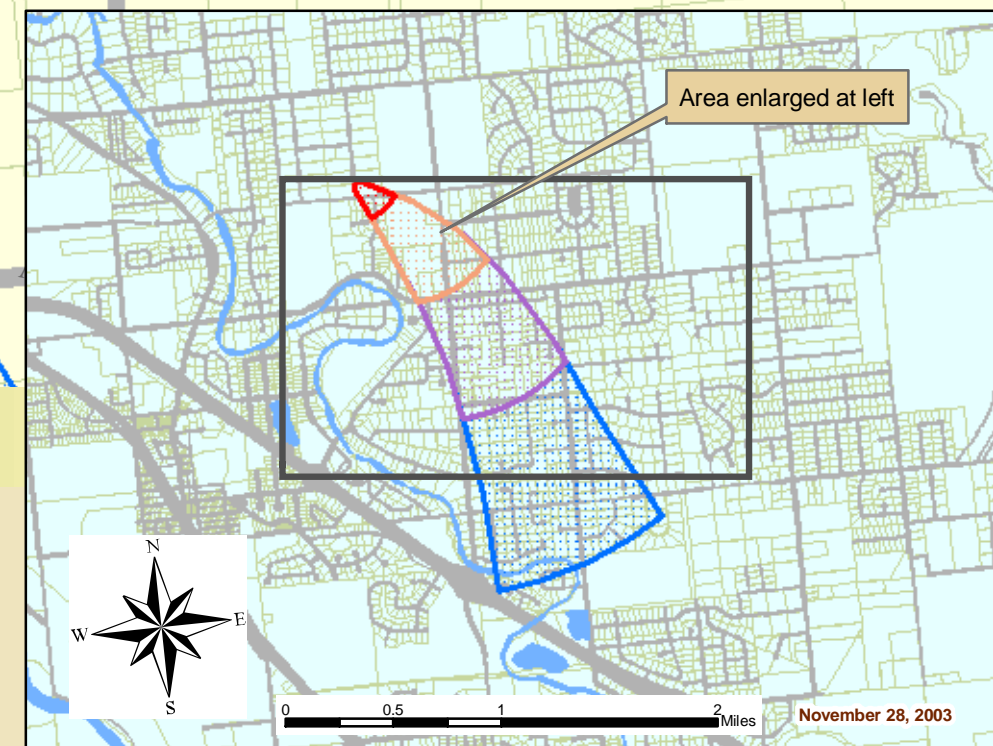 Area enlarged at left
N
W
E
S
0 0.5 1 2
Miles
November 28, 2003